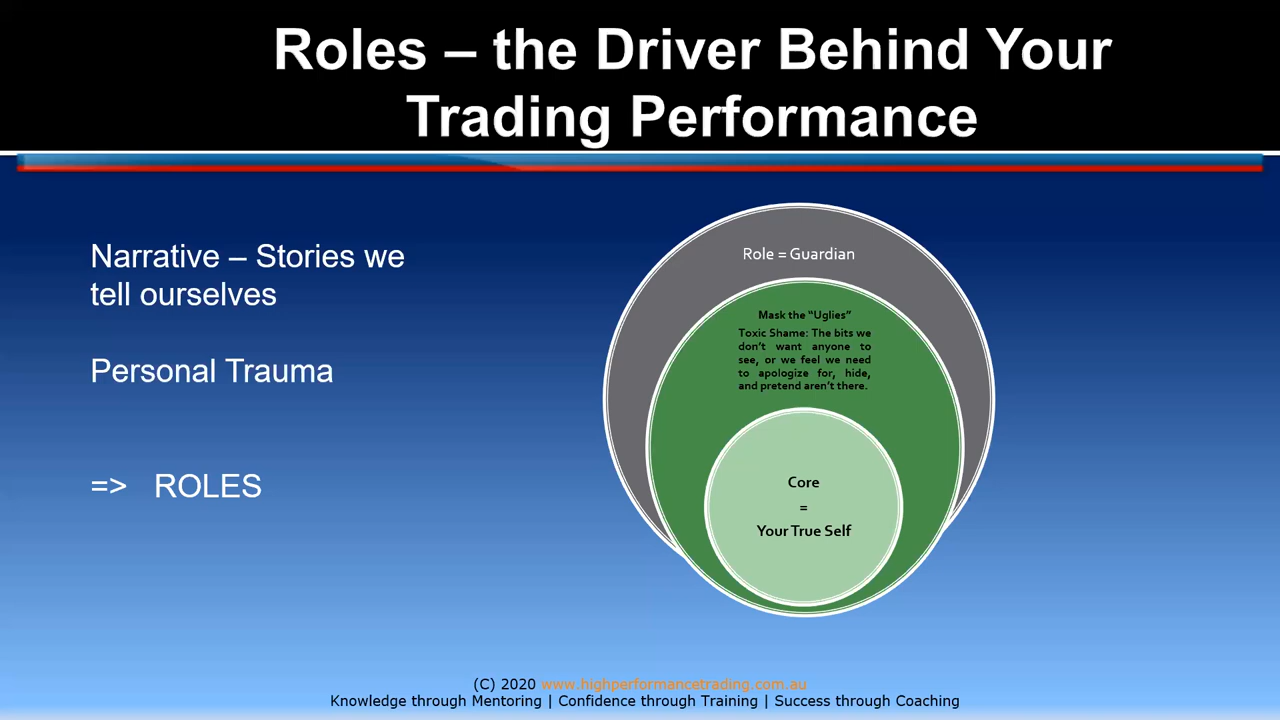 Roles – the Driver Behind Your
Trading Performance
Narrative – Stories we
tell ourselves
Personal Trauma
=> ROLES
Role = Guardian
Mask the “Uglies”
Toxic Shame: The bits we
don’t want anyone to
see, or we feel we need
to apologize for, hide,
and pretend aren’t there.
Core
=
Your True Self
(C) 2020 www.highperformancetrading.com.au
Knowledge through Mentoring | Confidence through Training | Success through Coaching